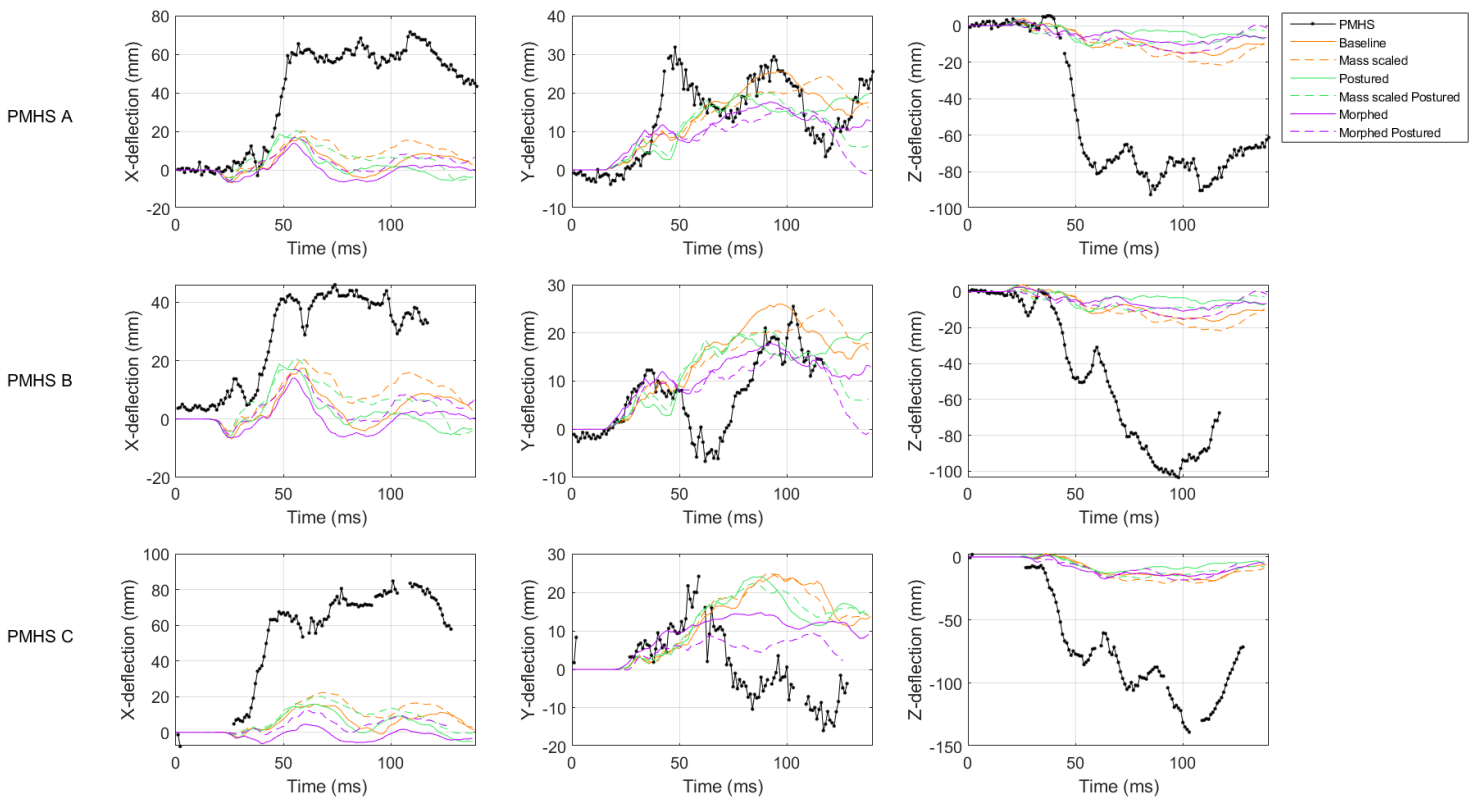 PMHS A
80
60
40
20
0
-20
X-deflection (mm)
0
50
100
Time (ms)
40
30
20
10
0
-10
Y-deflection (mm)
0
50
100
Time (ms)
0
-20
-40
-60
-80
-100
Z-deflection (mm)
0
50
100
Time (ms)
PMHS
Baseline
Mass scaled
Postured
Mass scaled Postured
Morphed
Morphed Postured
PMHS B
40
20
0
-20
X-deflection (mm)
0
50
100
Time (ms)
30
20
10
0
-10
Y-deflection (mm)
0
50
100
Time (ms)
0
-20
-40
-60
-80
-100
Z-deflection (mm)
0
50
100
Time (ms)
PMHS C
100
80
60
40
20
0
X-deflection (mm)
0
50
100
Time (ms)
30
20
10
0
-10
-20
Y-deflection (mm)
0
50
100
Time (ms)
0
-50
-100
-150
Z-deflection (mm)
0
50
100
Time (ms)